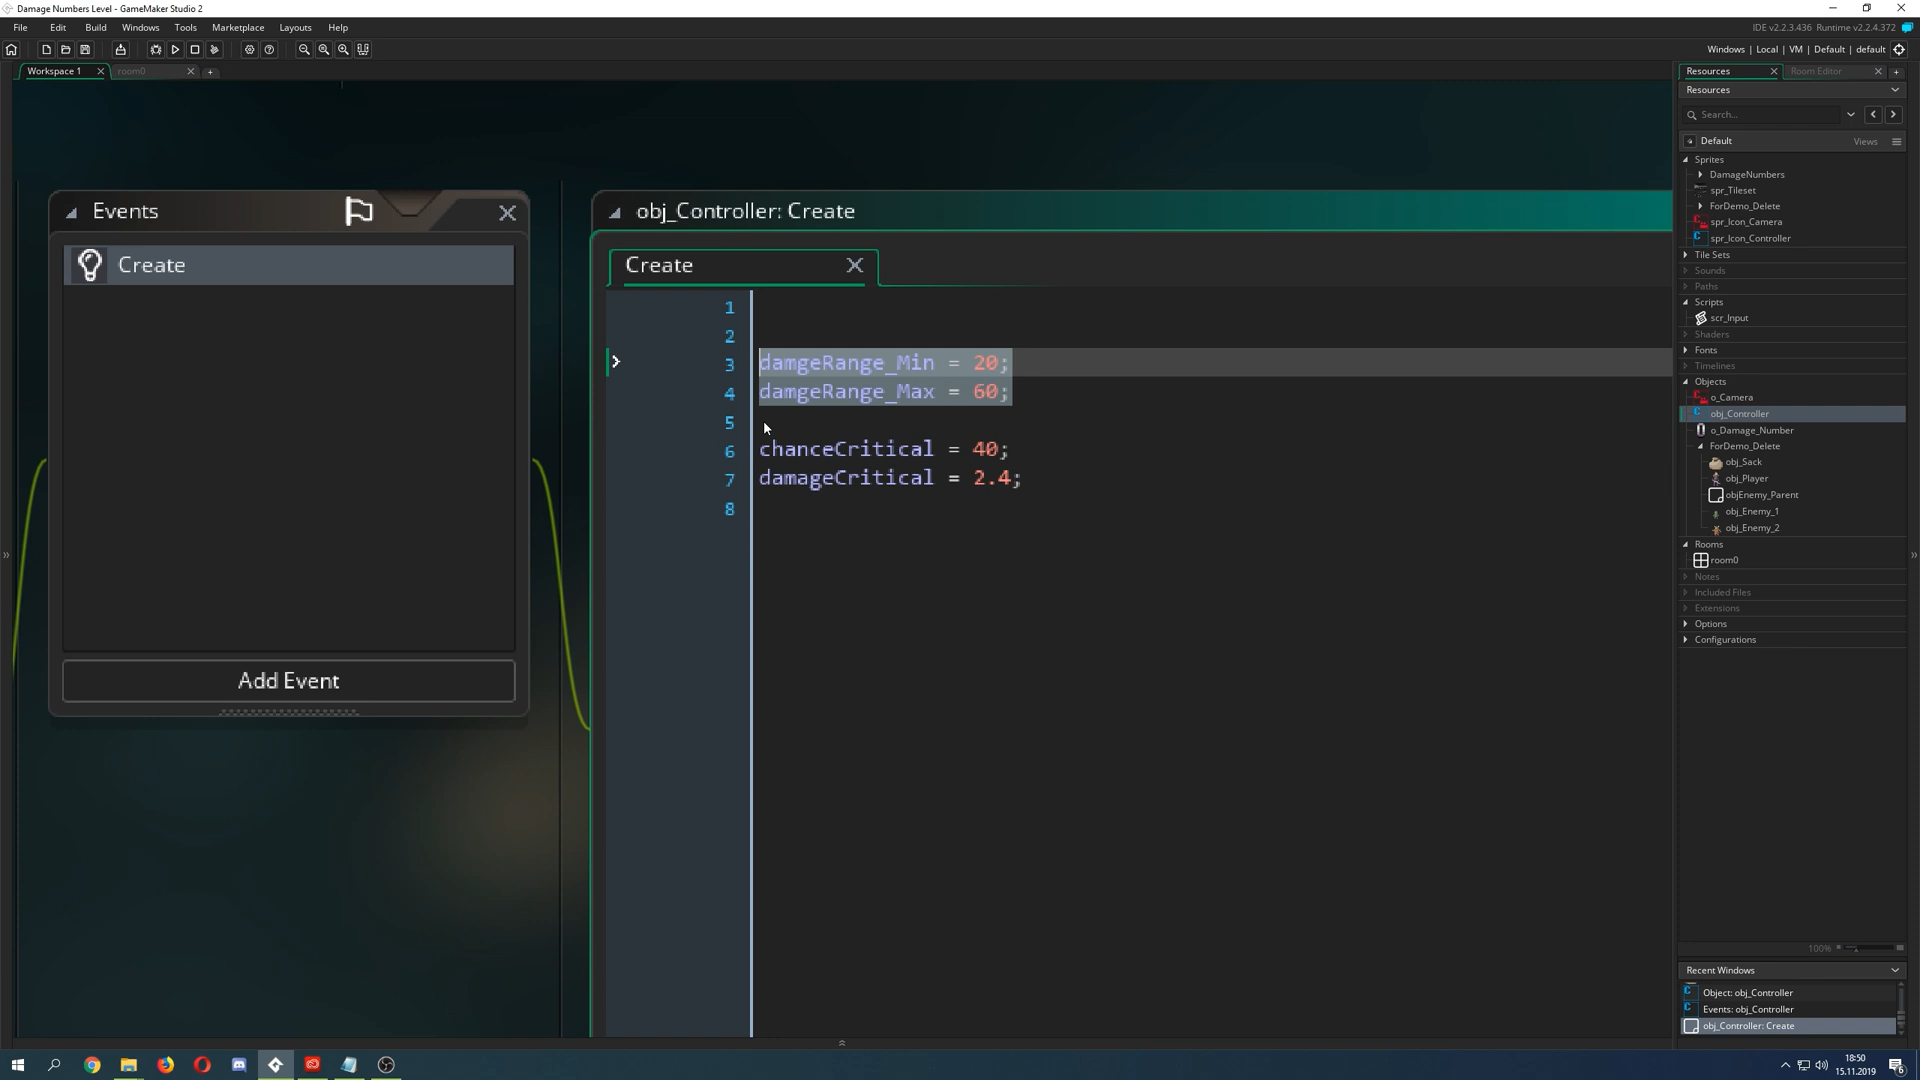 Damage Numbers Level - GameMaker Studio 2
File Edit Build Windows Tools Marketplace Layouts Help
IDE v2.2.3.436 Runtime v2.2.4.372
Windows | Local | VM | Default | default
Workspace 1
room0
Resources
Room Editor
Resources
Search...
Default
Views
Sprites
DamageNumbers
spr_Tileset
ForDemo_Delete
spr_Icon_Camera
spr_Icon_Controller
Tile Sets
Sounds
Paths
Scripts
scr_Input
Shaders
Fonts
Timelines
Objects
o_Camera
obj_Controller
o_Damage_Number
ForDemo_Delete
obj_Sack
obj_Player
objEnemy_Parent
obj_Enemy_1
obj_Enemy_2
Rooms
room0
Notes
Included Files
Extensions
Options
Configurations
100%
Recent Windows
Object: obj_Controller
Events: obj_Controller
obj_Controller: Create
Events
Create
Add Event
obj_Controller: Create
Create
1
2
3 damgeRange_Min = 20;
4 damgeRange_Max = 60;
5
6 chanceCritical = 40;
7 damageCritical = 2.4;
8
18:50
15.11.2019
6